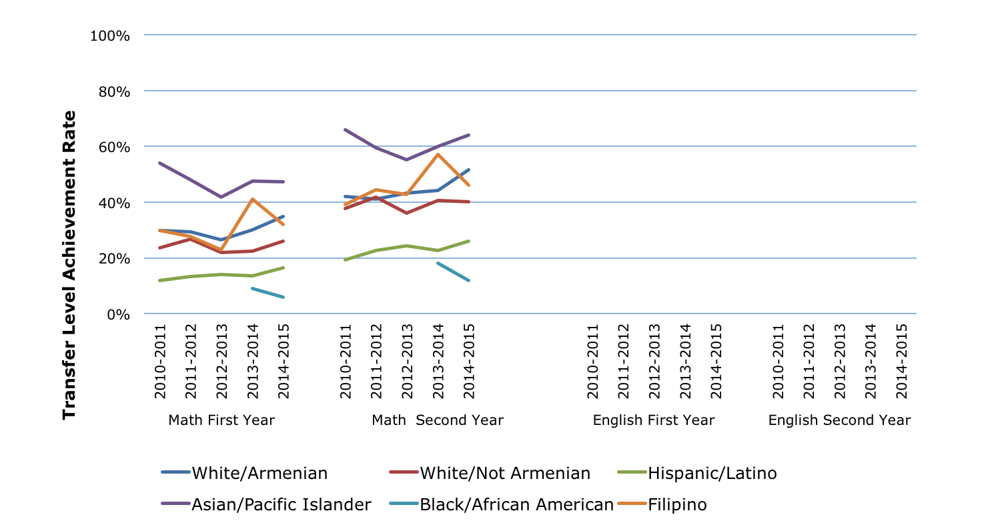 100%
80%
60%
40%
20%
0%
Transfer Level Achievement Rate
2010-2011
2011-2012
2012-2013
2013-2014
2014-2015
2010-2011
2011-2012
2012-2013
2013-2014
2014-2015
2010-2011
2011-2012
2012-2013
2013-2014
2014-2015
2010-2011
2011-2012
2012-2013
2013-2014
2014-2015
Math First Year
Math  Second Year
English First Year
English Second Year
White/Armenian
White/Not Armenian
Hispanic/Latino
Asian/Pacific Islander
Black/African American
Filipino